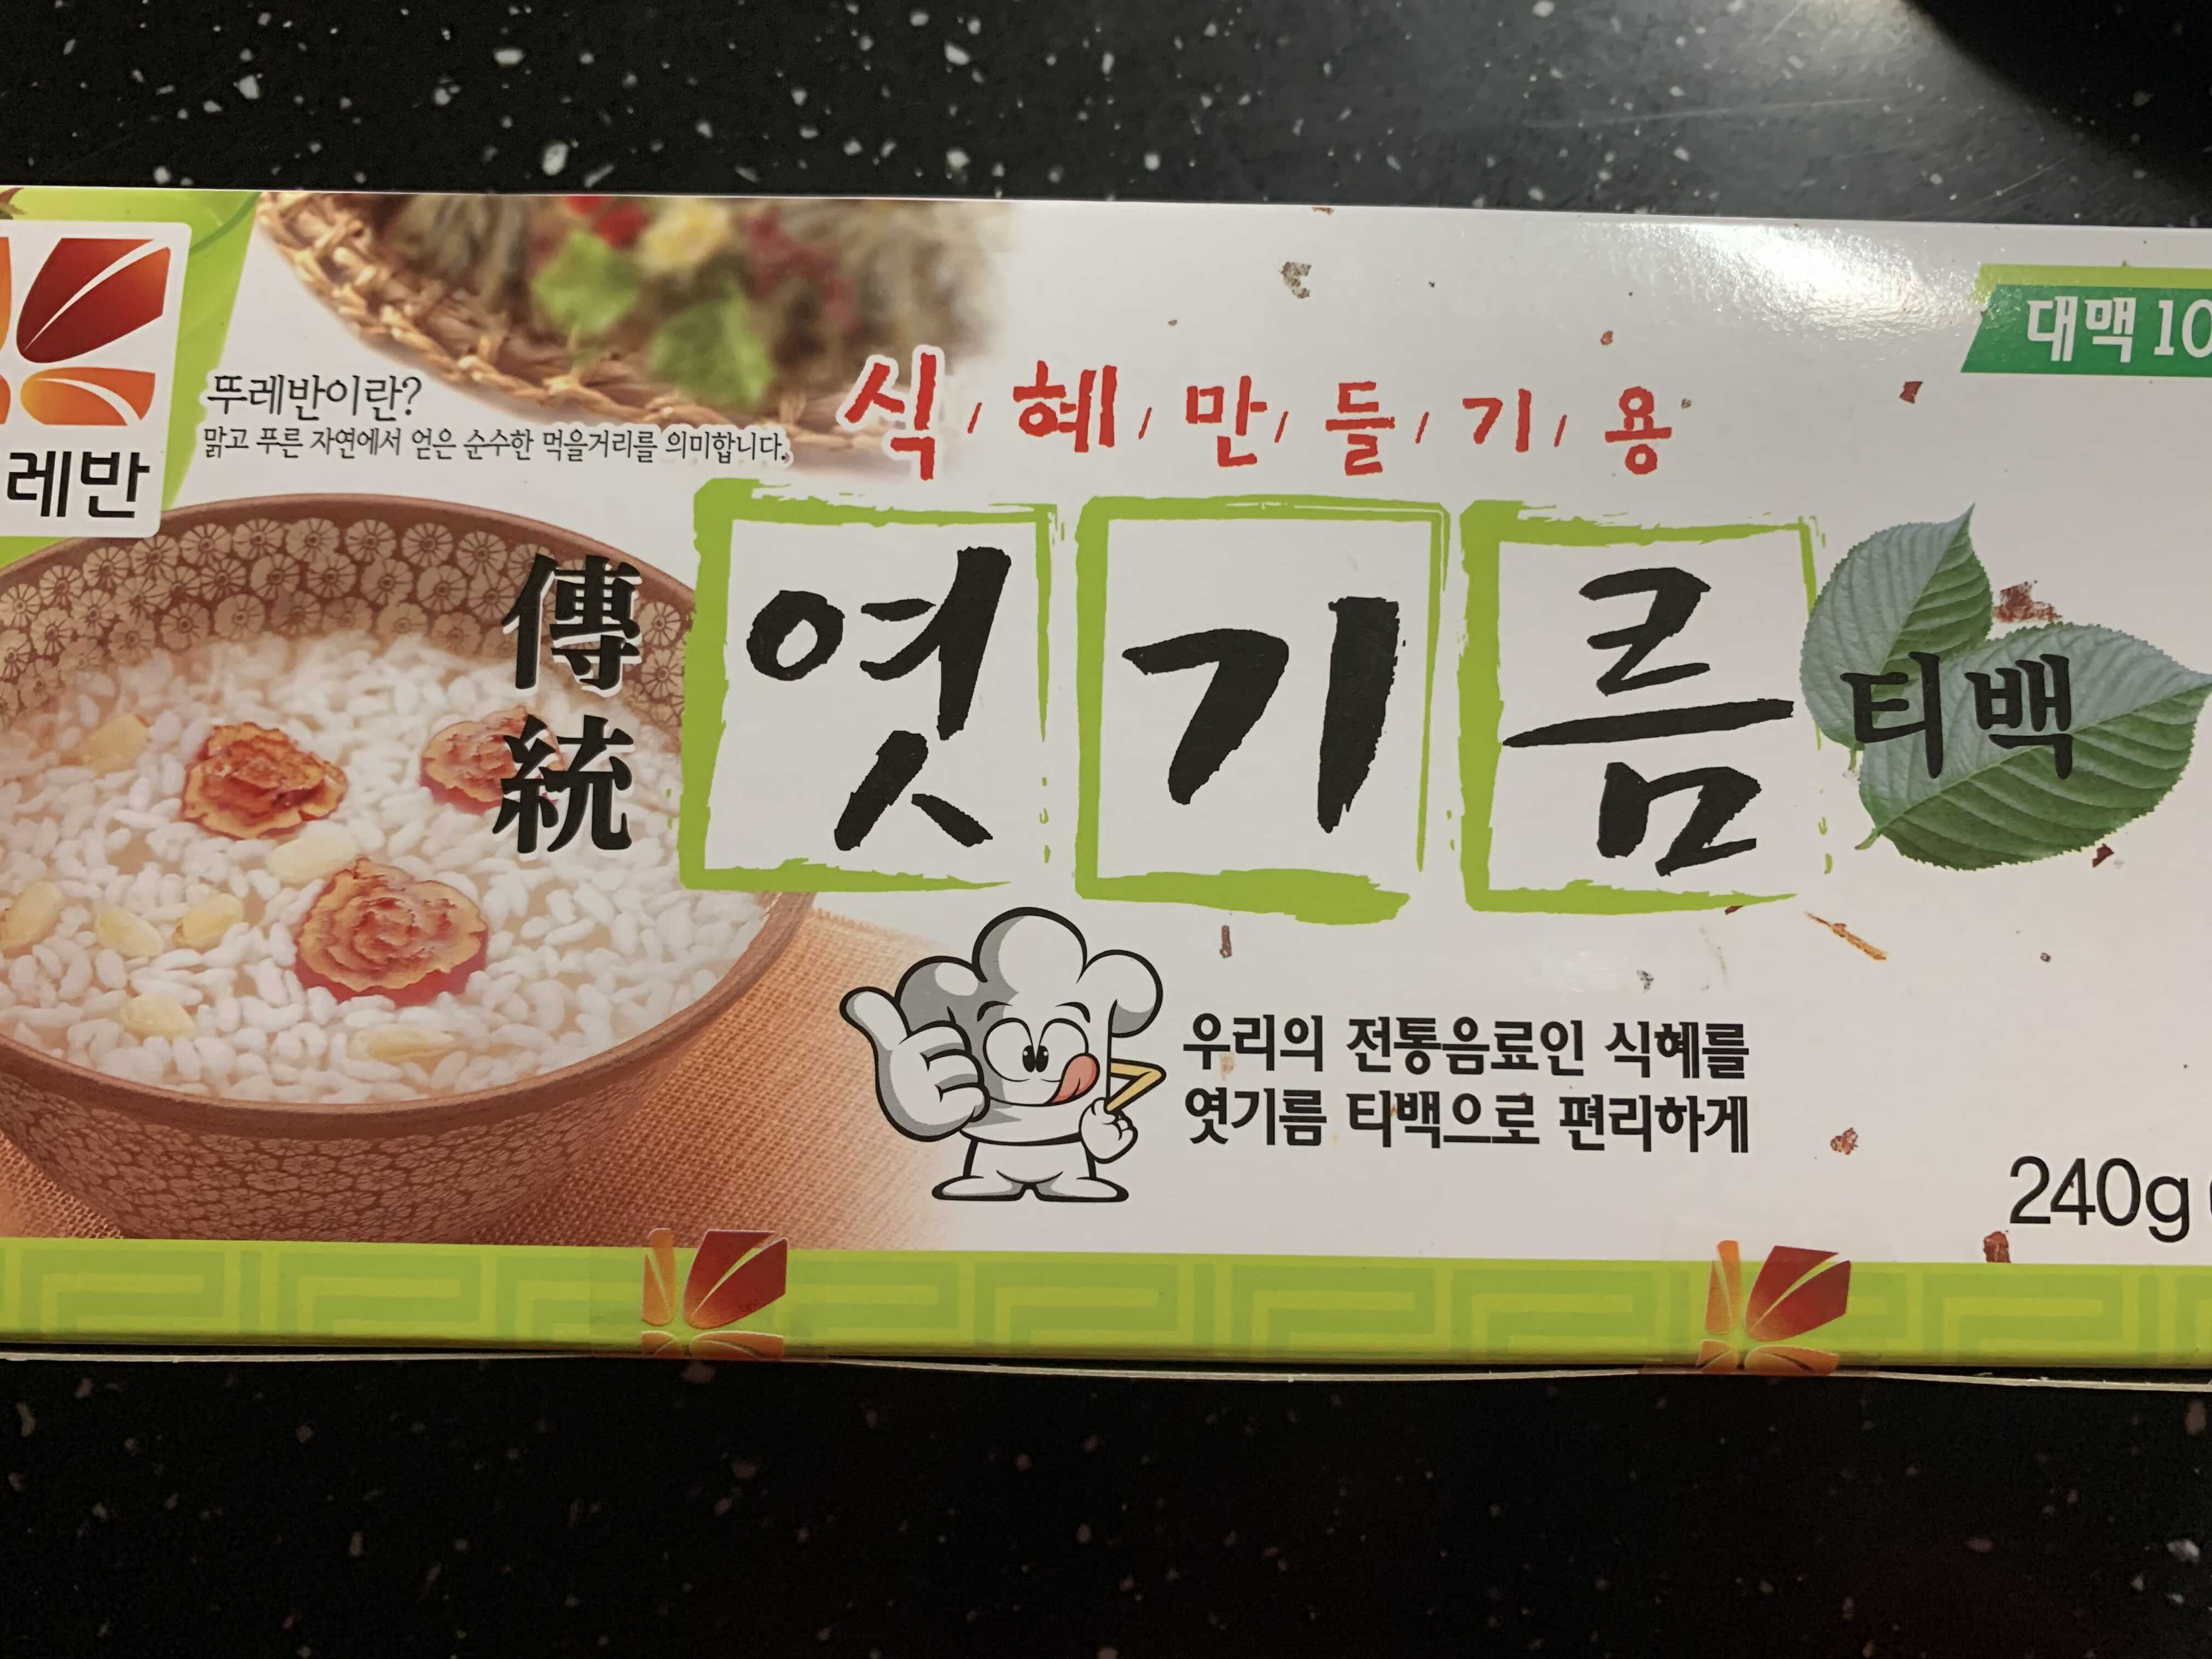 레반
뚜레반이란?
맑고 푸른 자연에서 얻은 순수한 먹을거리를 의미합니다.
식/혜/만/들/기/용
대맥 10
傳統
엿기름
티백
우리의 전통음료인 식혜를
엿기름 티백으로 편리하게
240g